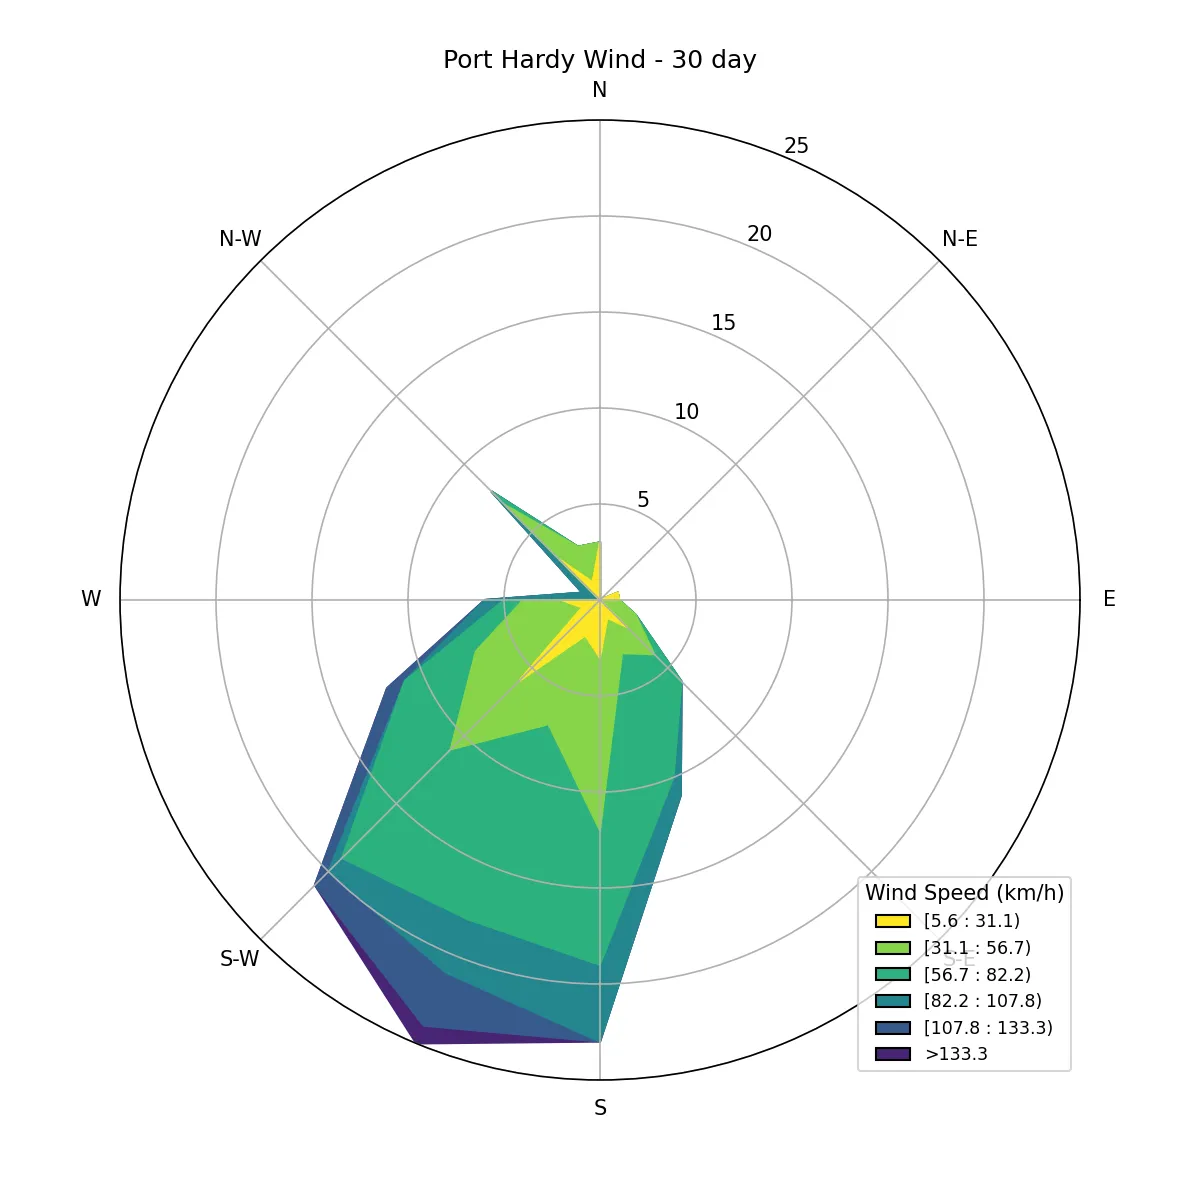 Port Hardy Wind - 30 day
N
25
N-W
20
N-E
15
10
5
W
E
Wind Speed (km/h)
[5.6 : 31.1)
[31.1 : 56.7)
S-W
S-E
[56.7 : 82.2)
[82.2 : 107.8)
[107.8 : 133.3)
>133.3
S